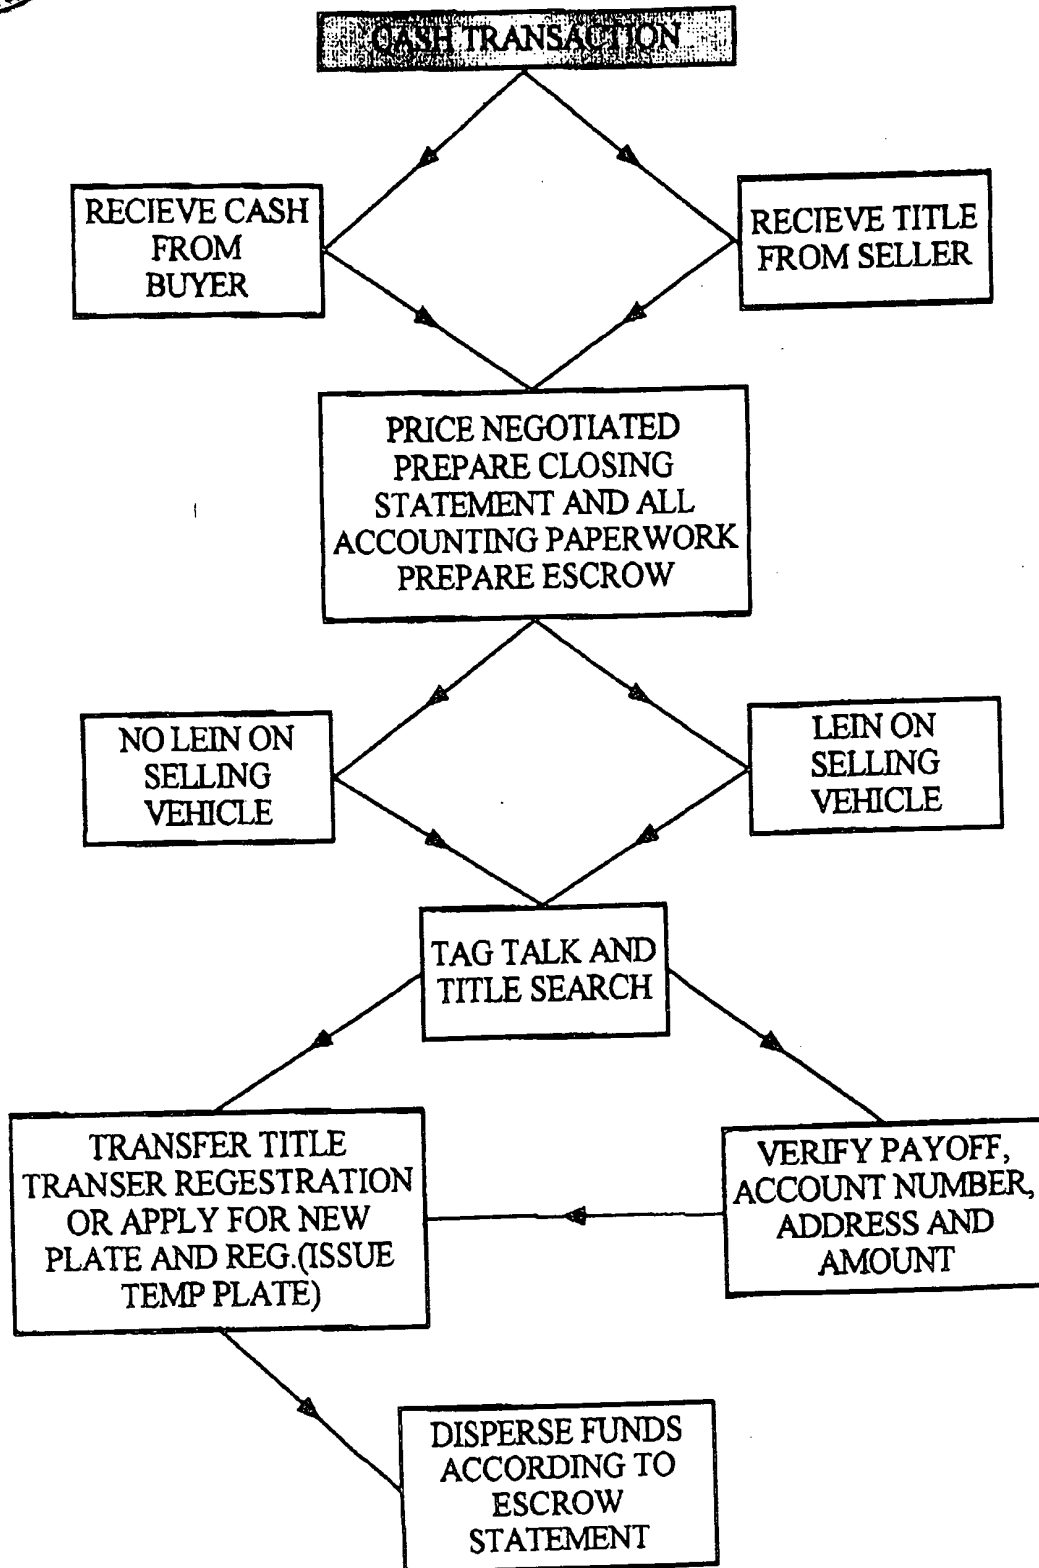 CASH TRANSACTION
RECIEVE CASH
FROM
BUYER
RECIEVE TITLE
FROM SELLER
PRICE NEGOTIATED
PREPARE CLOSING
STATEMENT AND ALL
ACCOUNTING PAPERWORK
PREPARE ESCROW
NO LEIN ON
SELLING
VEHICLE
LEIN ON
SELLING
VEHICLE
TAG TALK AND
TITLE SEARCH
TRANSFER TITLE
TRANSER REGESTRATION
OR APPLY FOR NEW
PLATE AND REG.(ISSUE
TEMP PLATE)
VERIFY PAYOFF,
ACCOUNT NUMBER,
ADDRESS AND
AMOUNT
DISPERSE FUNDS
ACCORDING TO
ESCROW
STATEMENT